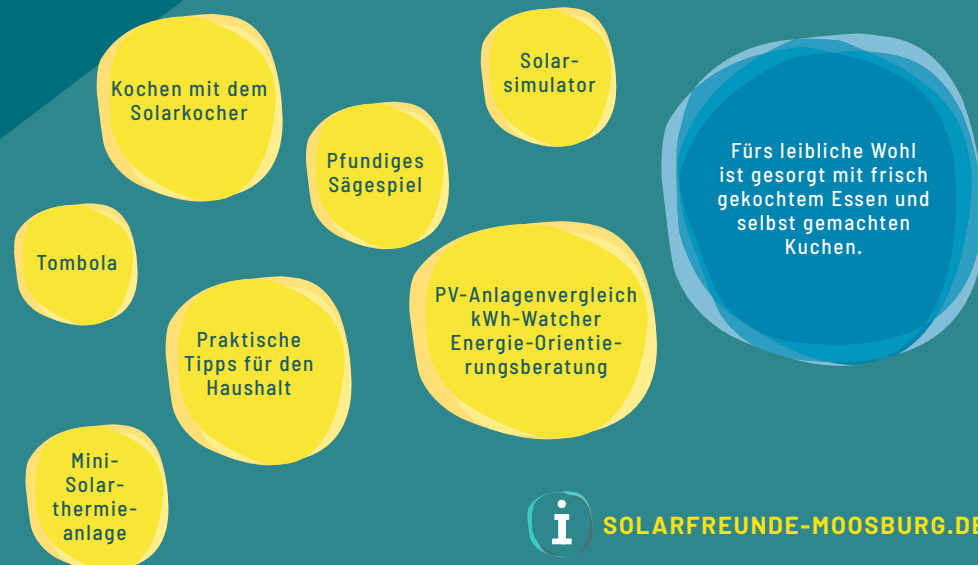 Kochen mit dem
Solarkocher
Solar-
simulator
Pfundiges
Sägespiel
Fürs leibliche Wohl
ist gesorgt mit frisch
gekochtem Essen und
selbst gemachten
Kuchen.
Tombola
PV-Anlagenvergleich
kWh-Watcher
Energie-Orientie-
rungsberatung
Praktische
Tipps für den
Haushalt
Mini-
Solar-
thermie-
anlage
i SOLARFREUNDE-MOOSBURG.DE